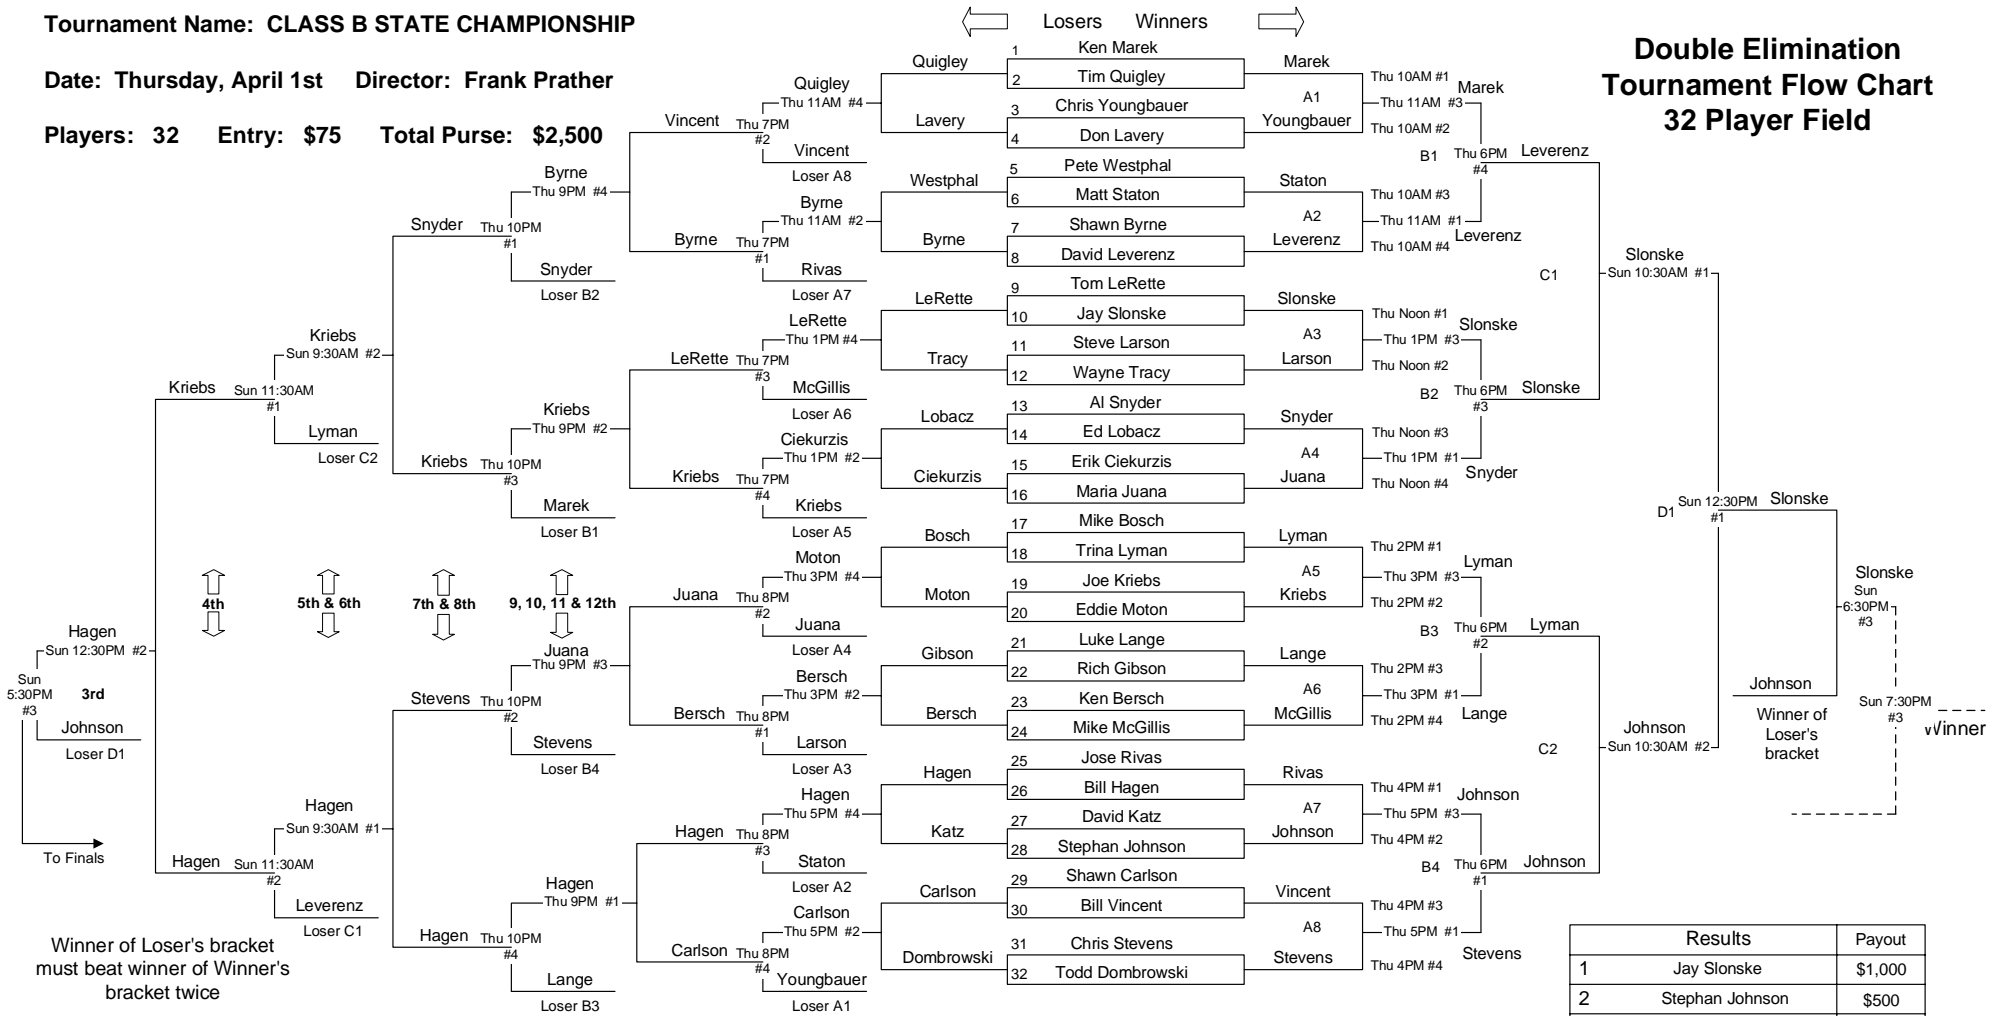 Tournament Name: CLASS B STATE CHAMPIONSHIP
Date: Thursday, April 1st Director: Frank Prather
Players: 32 Entry: $75 Total Purse: $2,500
Losers Winners
Double Elimination
Tournament Flow Chart
32 Player Field
1 Ken Marek
2 Tim Quigley
3 Chris Youngbauer
4 Don Lavery
5 Pete Westphal
6 Matt Staton
7 Shawn Byrne
8 David Leverenz
9 Tom LeRette
10 Jay Slonske
11 Steve Larson
12 Wayne Tracy
13 Al Snyder
14 Ed Lobacz
15 Erik Ciekurzis
16 Maria Juana
17 Mike Bosch
18 Trina Lyman
19 Joe Kriebs
20 Eddie Moton
21 Luke Lange
22 Rich Gibson
23 Ken Bersch
24 Mike McGillis
25 Jose Rivas
26 Bill Hagen
27 David Katz
28 Stephan Johnson
29 Shawn Carlson
30 Bill Vincent
31 Chris Stevens
32 Todd Dombrowski
Marek
Thu 10AM #1
A1
Youngbauer
Thu 10AM #2
Staton
Thu 10AM #3
A2
Leverenz
Thu 10AM #4
Slonske
Thu Noon #1
A3
Larson
Thu Noon #2
Snyder
Thu Noon #3
A4
Juana
Thu Noon #4
Lyman
Thu 2PM #1
A5
Kriebs
Thu 2PM #2
Lange
Thu 2PM #3
A6
McGillis
Thu 2PM #4
Rivas
Thu 4PM #1
A7
Johnson
Thu 4PM #2
Vincent
Thu 4PM #3
A8
Stevens
Thu 4PM #4
Marek
Thu 11AM #3
B1
Thu 11AM #1
Leverenz
Slonske
Thu 1PM #3
B2
Thu 1PM #1
Snyder
Lyman
Thu 3PM #3
B3
Thu 3PM #1
Lange
Johnson
Thu 5PM #3
B4
Thu 5PM #1
Stevens
Leverenz
Thu 6PM
#4
C1
Slonske
Thu 6PM
#3
Lyman
Thu 6PM
#2
C2
Johnson
Thu 6PM
#1
Slonske
Sun 10:30AM #1
D1
Johnson
Sun 10:30AM #2
Slonske
Sun 12:30PM
#1
Johnson
Winner of
Loser's
bracket
Slonske
Sun
6:30PM
#3
Sun 7:30PM
#3
Winner
Quigley
Lavery
Westphal
Byrne
LeRette
Tracy
Lobacz
Ciekurzis
Bosch
Moton
Gibson
Bersch
Hagen
Katz
Carlson
Dombrowski
Quigley
Thu 11AM #4
Vincent
Loser A8
Byrne
Thu 11AM #2
Rivas
Loser A7
LeRette
Thu 1PM #4
McGillis
Loser A6
Ciekurzis
Thu 1PM #2
Kriebs
Loser A5
Moton
Thu 3PM #4
Juana
Loser A4
Bersch
Thu 3PM #2
Larson
Loser A3
Hagen
Thu 5PM #4
Staton
Loser A2
Carlson
Thu 5PM #2
Youngbauer
Loser A1
Vincent
Thu 7PM
#2
Byrne
Thu 7PM
#1
LeRette
Thu 7PM
#3
Kriebs
Thu 7PM
#4
Juana
Thu 8PM
#2
Bersch
Thu 8PM
#1
Hagen
Thu 8PM
#3
Carlson
Thu 8PM
#4
Byrne
Thu 9PM #4
Snyder
Loser B2
Kriebs
Thu 9PM #2
Marek
Loser B1
9, 10, 11 & 12th
Juana
Thu 9PM #3
Stevens
Loser B4
Hagen
Thu 9PM #1
Lange
Loser B3
Snyder
Thu 10PM
#1
Kriebs
Thu 10PM
#3
7th & 8th
Stevens
Thu 10PM
#2
Hagen
Thu 10PM
#4
Kriebs
Sun 9:30AM #2
Lyman
Loser C2
5th & 6th
Hagen
Sun 9:30AM #1
Leverenz
Loser C1
Kriebs
Sun 11:30AM
#1
4th
Hagen
Sun 11:30AM
#2
Hagen
Sun 12:30PM #2
Sun
5:30PM
#3
3rd
Johnson
Loser D1
To Finals
Winner of Loser's bracket
must beat winner of Winner's
bracket twice
Results Payout
1 Jay Slonske $1,000
2 Stephan Johnson $500